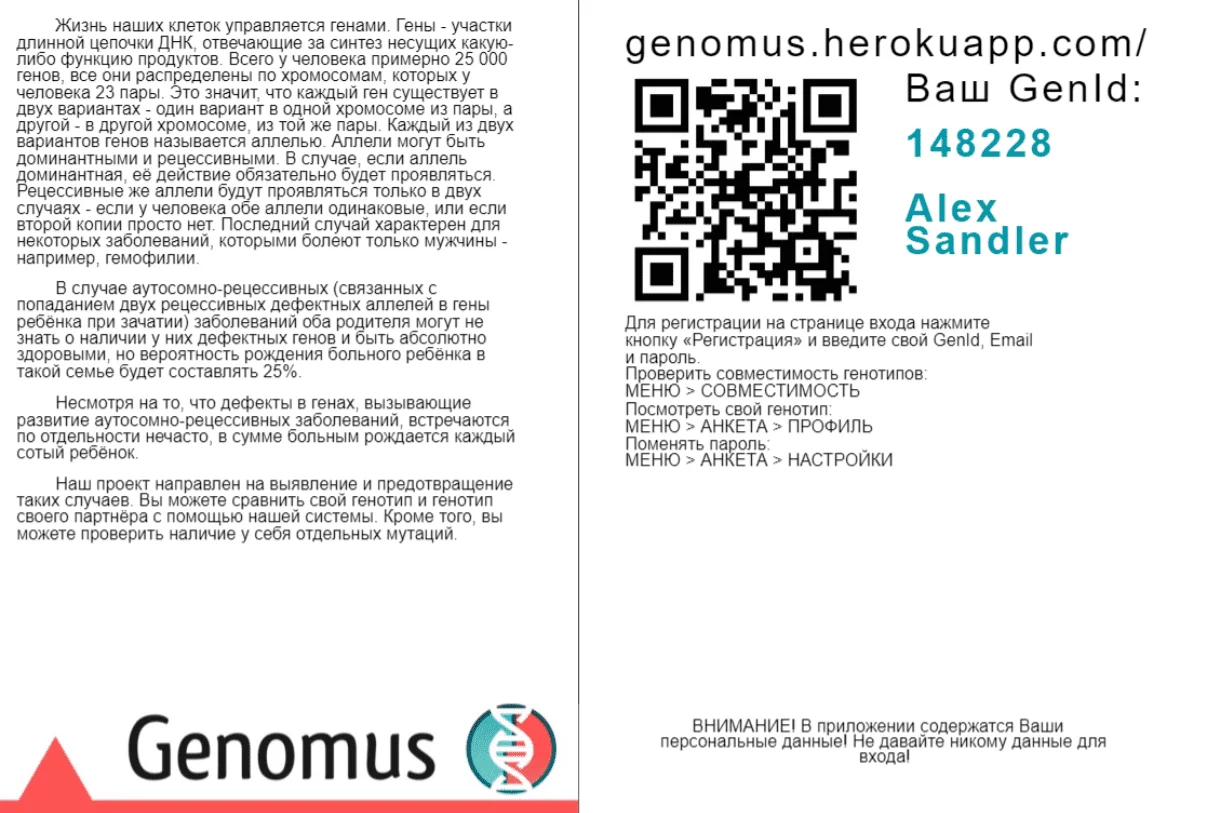 Жизнь наших клеток управляется генами. Гены - участки
длинной цепочки ДНК, отвечающие за синтез несущих какую-
либо функцию продуктов. Всего у человека примерно 25 000
генов, все они распределены по хромосомам, которых у
человека 23 пары. Это значит, что каждый ген существует в
двух вариантах - один вариант в одной хромосоме из пары, а
другой - в другой хромосоме, из той же пары. Каждый из двух
вариантов генов называется аллелью. Аллели могут быть
доминантными и рецессивными. В случае, если аллель
доминантная, её действие обязательно будет проявляться.
Рецессивные же аллели будут проявляться только в двух
случаях - если у человека обе аллели одинаковые, или если
второй копии просто нет. Последний случай характерен для
некоторых заболеваний, которыми болеют только мужчины -
например, гемофилии.
В случае аутосомно-рецессивных (связанных с
попаданием двух рецессивных дефектных аллелей в гены
ребёнка при зачатии) заболеваний оба родителя могут не
знать о наличии у них дефектных генов и быть абсолютно
здоровыми, но вероятность рождения больного ребёнка в
такой семье будет составлять 25%.
Несмотря на то, что дефекты в генах, вызывающие
развитие аутосомно-рецессивных заболеваний, встречаются
по отдельности нечасто, в сумме больным рождается каждый
сотый ребёнок.
Наш проект направлен на выявление и предотвращение
таких случаев. Вы можете сравнить свой генотип и генотип
своего партнёра с помощью нашей системы. Кроме того, вы
можете проверить наличие у себя отдельных мутаций.
Genomus
genomus.herokuapp.com/
Ваш GenId:
148228
Alex
Sandler
Для регистрации на странице входа нажмите
кнопку «Регистрация» и введите свой GenId, Email
и пароль.
Проверить совместимость генотипов:
МЕНЮ > СОВМЕСТИМОСТЬ
Посмотреть свой генотип:
МЕНЮ > АНКЕТА > ПРОФИЛЬ
Поменять пароль:
МЕНЮ > АНКЕТА > НАСТРОЙКИ
ВНИМАНИЕ! В приложении содержатся Ваши
персональные данные! Не давайте никому данные для
входа!